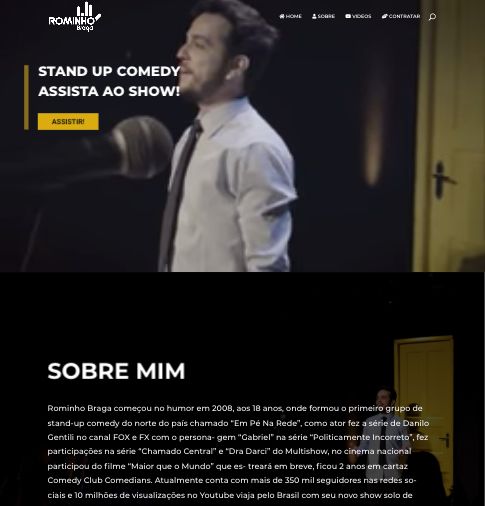 ROMINHO
Braga
HOME SOBRE VIDEOS CONTRATAR
STAND UP COMEDY
ASSISTA AO SHOW!
ASSISTIR!
SOBRE MIM
Rominho Braga começou no humor em 2008, aos 18 anos, onde formou o primeiro grupo de
stand-up comedy do norte do país chamado “Em Pé Na Rede”, como ator fez a série de Danilo
Gentili no canal FOX e FX com o persona- gem “Gabriel” na série “Politicamente Incorreto”, fez
participações na série “Chamado Central” e “Dra Darci” do Multishow, no cinema nacional
participou do filme “Maior que o Mundo” que es- treará em breve, ficou 2 anos em cartaz
Comedy Club Comedians. Atualmente conta com mais de 350 mil seguidores nas redes so-
ciais e 10 milhões de visualizações no Youtube viaja pelo Brasil com seu novo show solo de